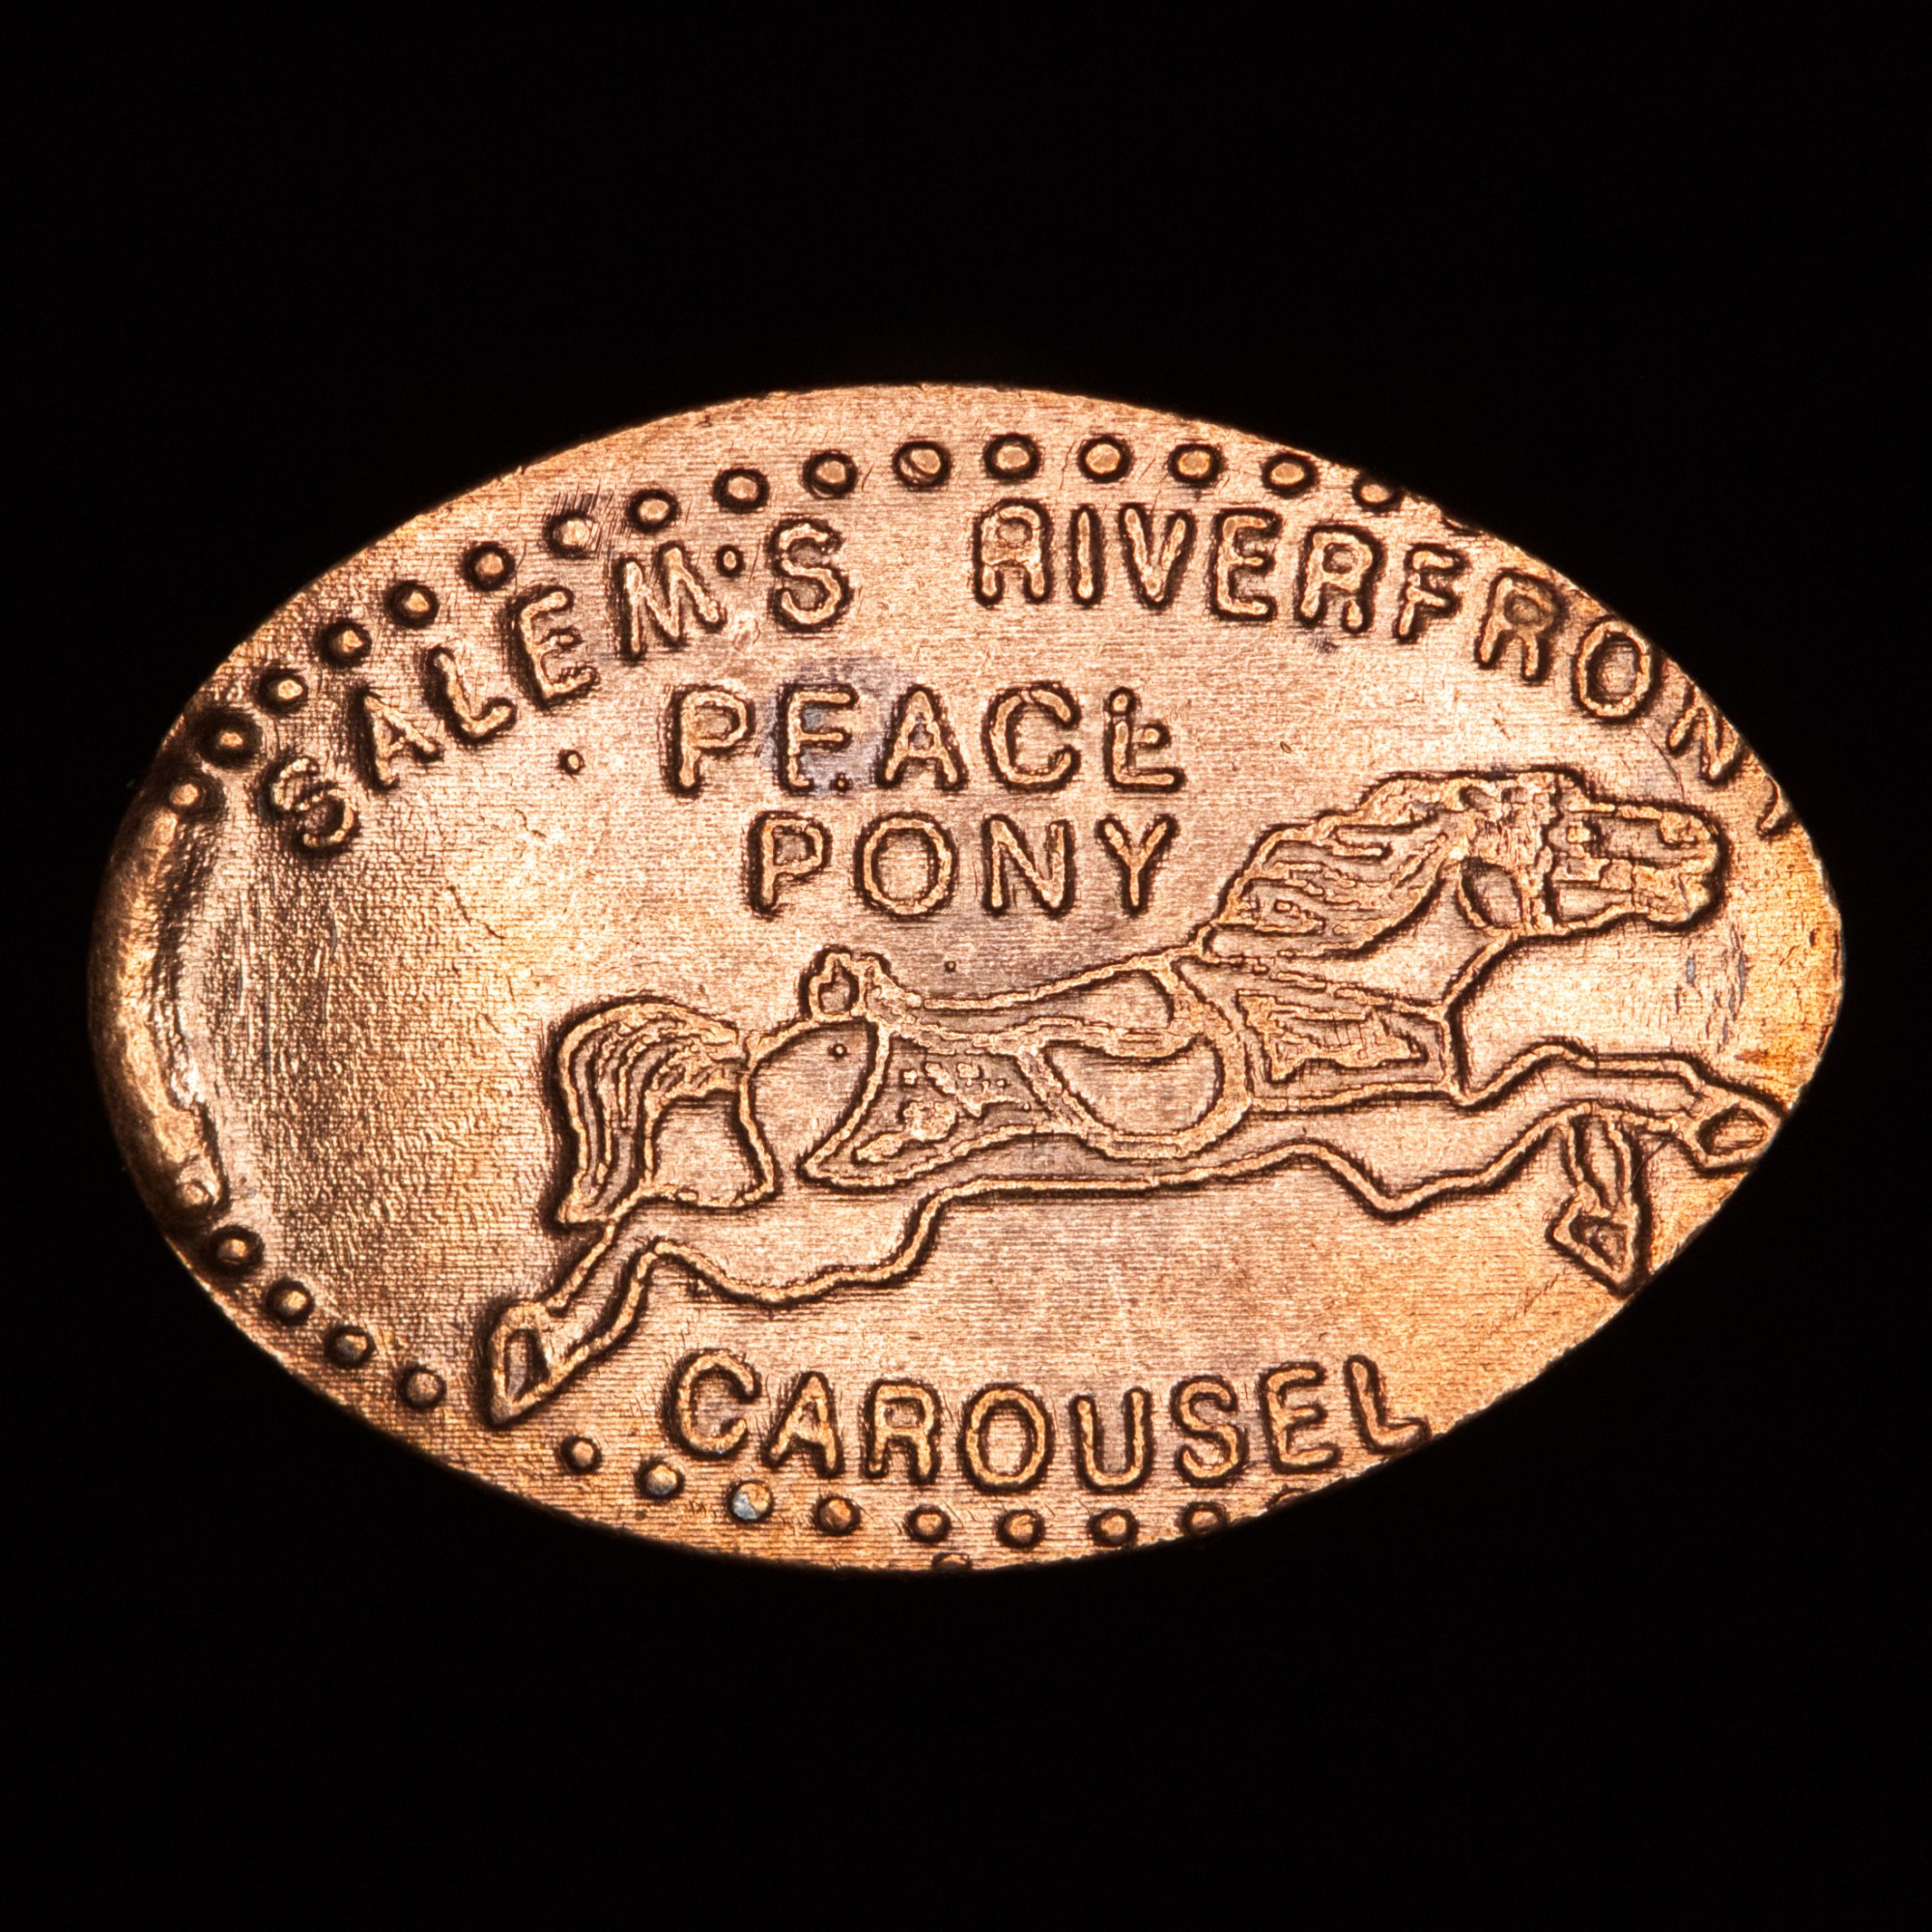 SALEM'S RIVERFRONT
PEACE
PONY
CAROUSEL